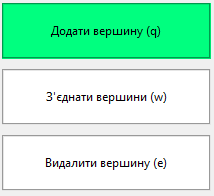 Додати вершину (q)
З'єднати вершини (w)
Видалити вершину (e)